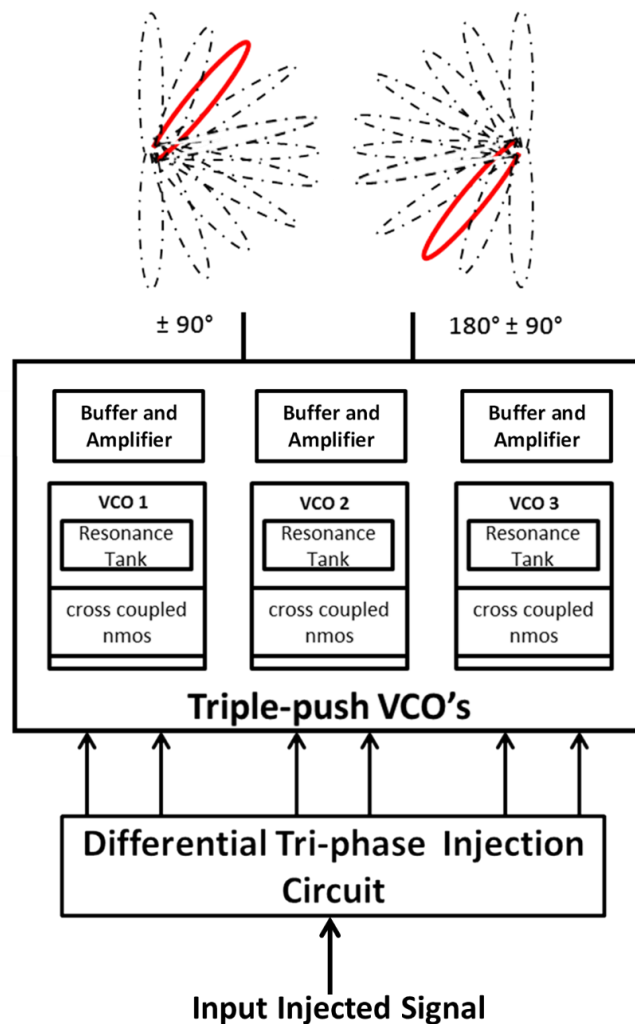 ± 90°
180° ± 90°
Buffer and
Amplifier
Buffer and
Amplifier
Buffer and
Amplifier
VCO 1
Resonance
Tank
cross coupled
nmos
VCO 2
Resonance
Tank
cross coupled
nmos
VCO 3
Resonance
Tank
cross coupled
nmos
Triple-push VCO’s
Differential Tri-phase Injection
Circuit
Input Injected Signal